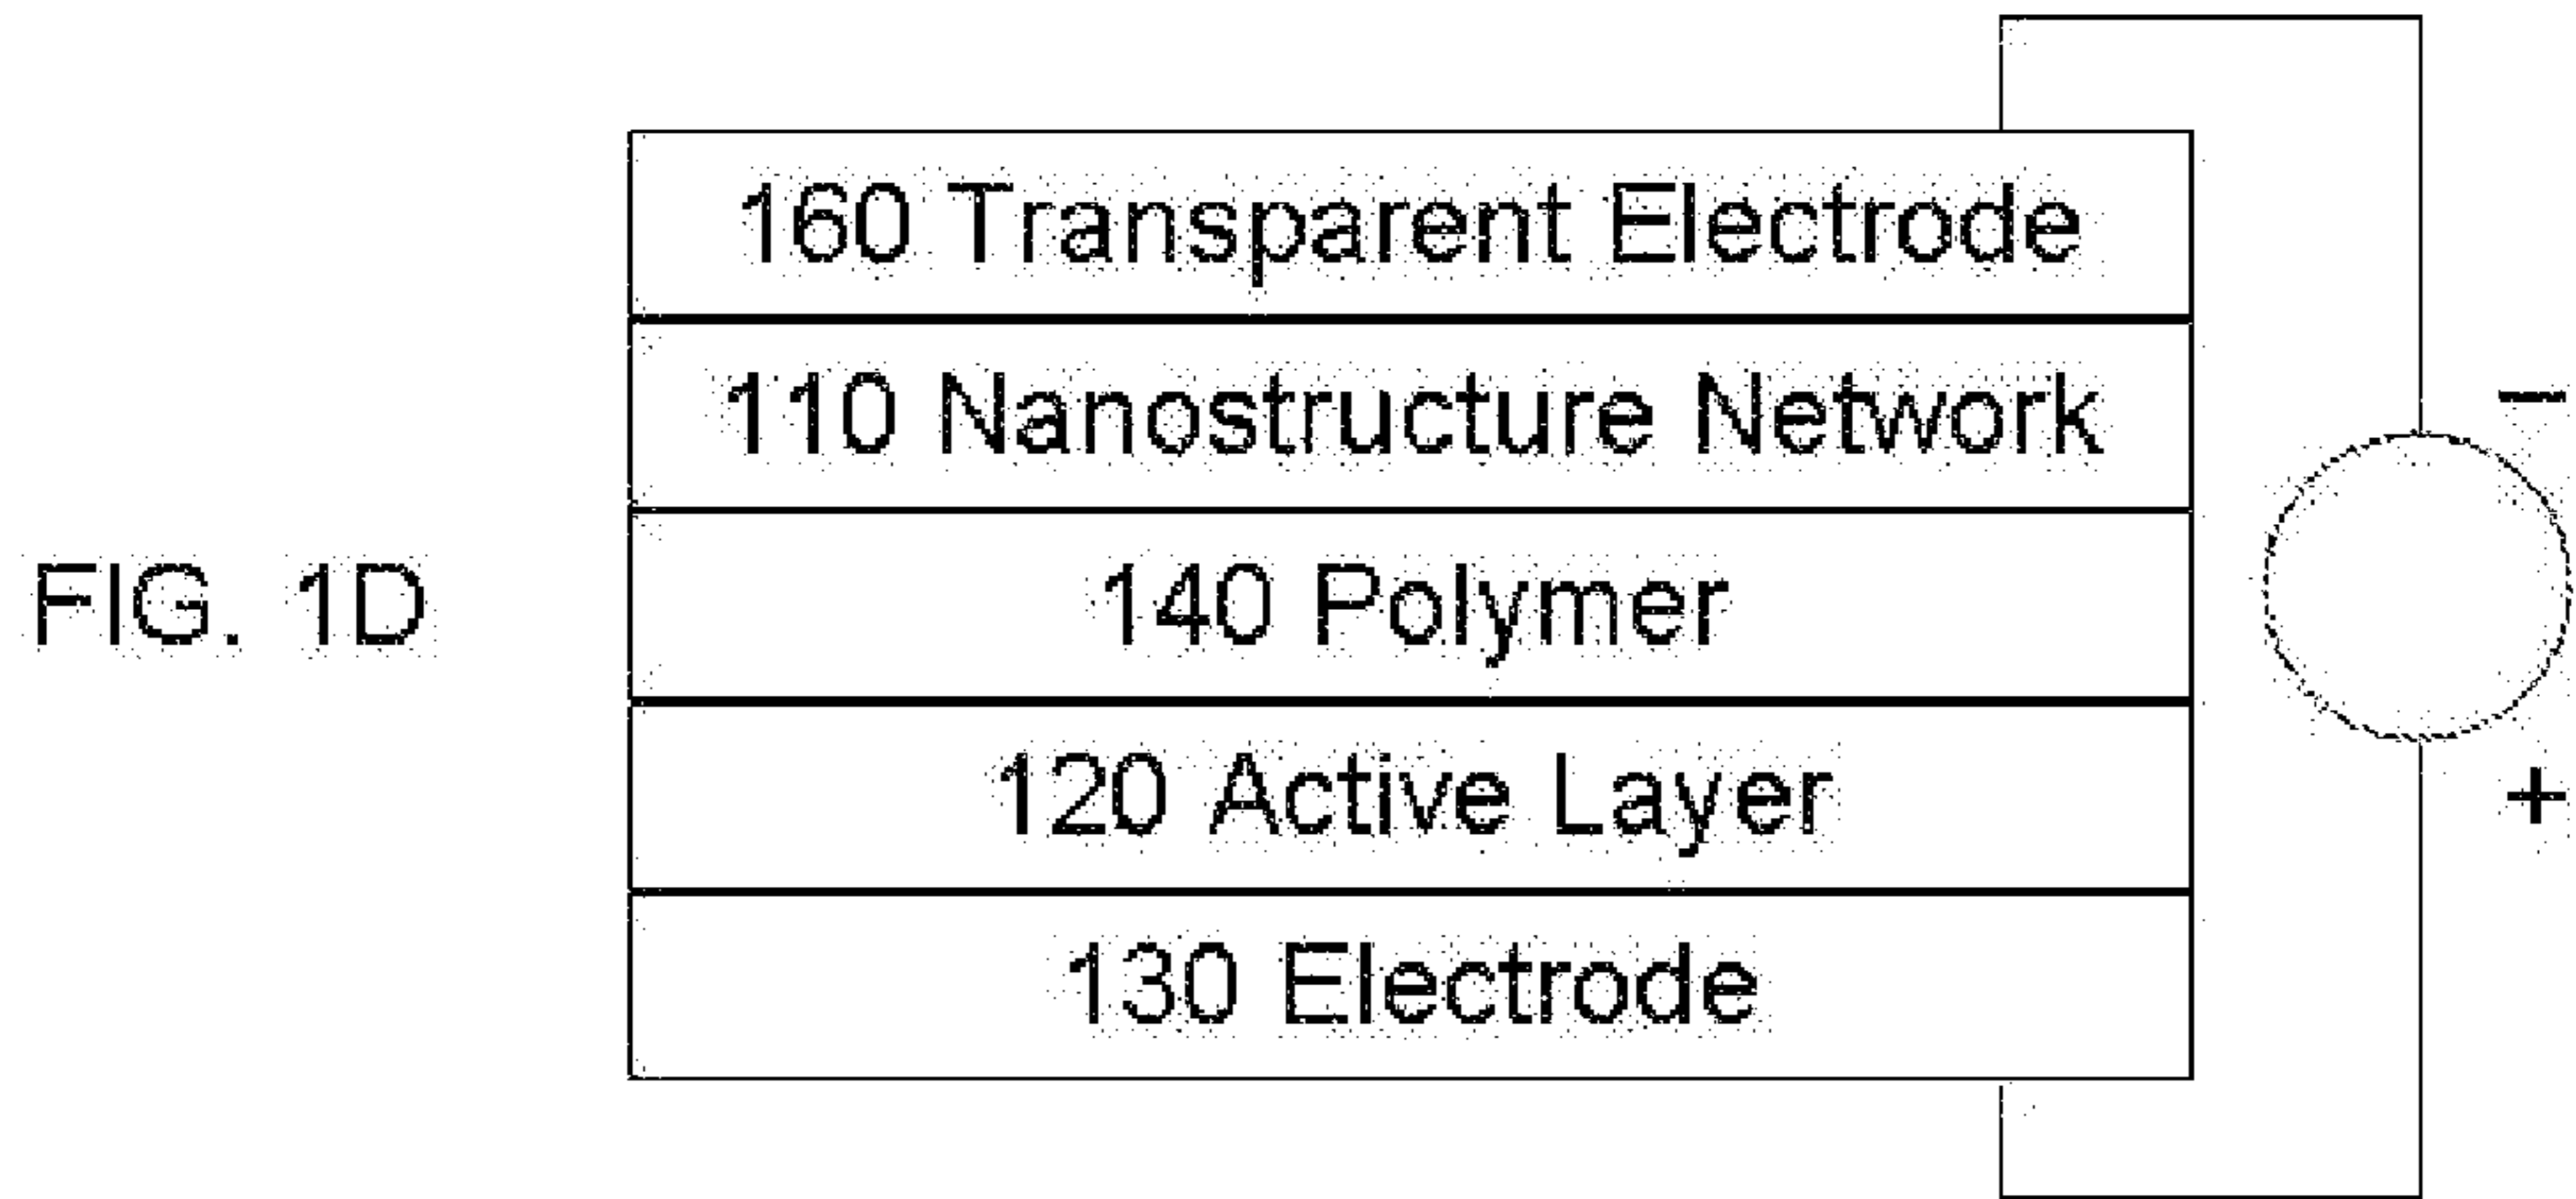 160 Transparent Electrode
110 Nanostructure Network
−
FIG. 1D
140 Polymer
120 Active Layer
+
130 Electrode